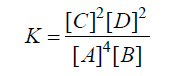 K = [C]²[D]² / [A]⁴[B]